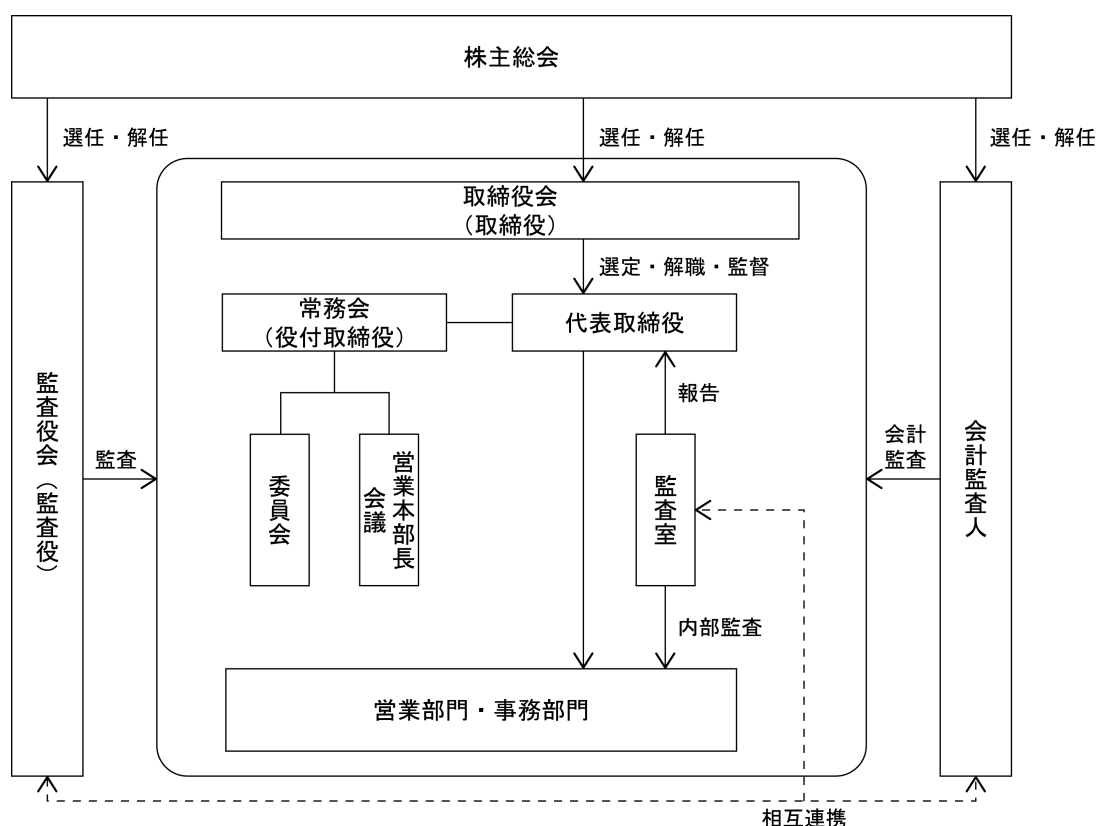 株主総会
選任・解任
選任・解任
選任・解任
取締役会
（取締役）
選定・解職・監督
常務会
（役付取締役）
代表取締役
報告
監査役会（監査役）
監査
委員会
営業本部長
会議
監査室
会計
監査
会計監査人
内部監査
営業部門・事務部門
相互連携